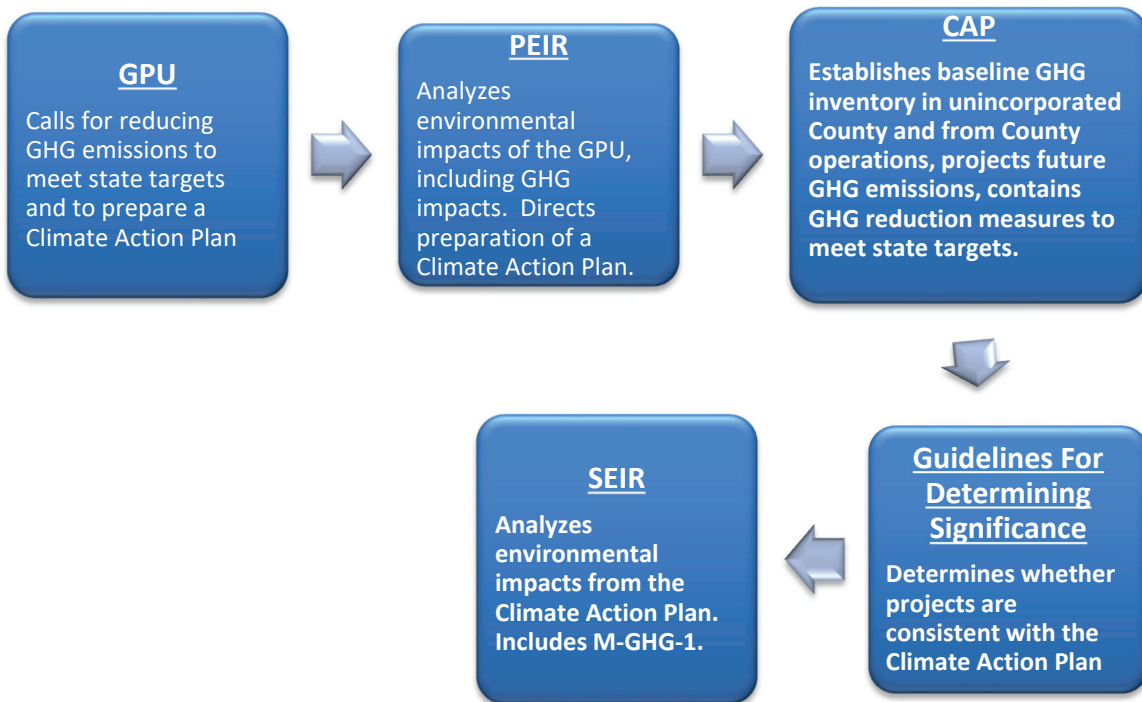 GPU
Calls for reducing
GHG emissions to
meet state targets
and to prepare a
Climate Action Plan
PEIR
Analyzes
environmental
impacts of the GPU,
including GHG
impacts.  Directs
preparation of a
Climate Action Plan.
CAP
Establishes baseline GHG
inventory in unincorporated
County and from County
operations, projects future
GHG emissions, contains
GHG reduction measures to
meet state targets.
Guidelines For
Determining
Significance
Determines whether
projects are
consistent with the
Climate Action Plan
SEIR
Analyzes
environmental
impacts from the
Climate Action Plan.
Includes M-GHG-1.